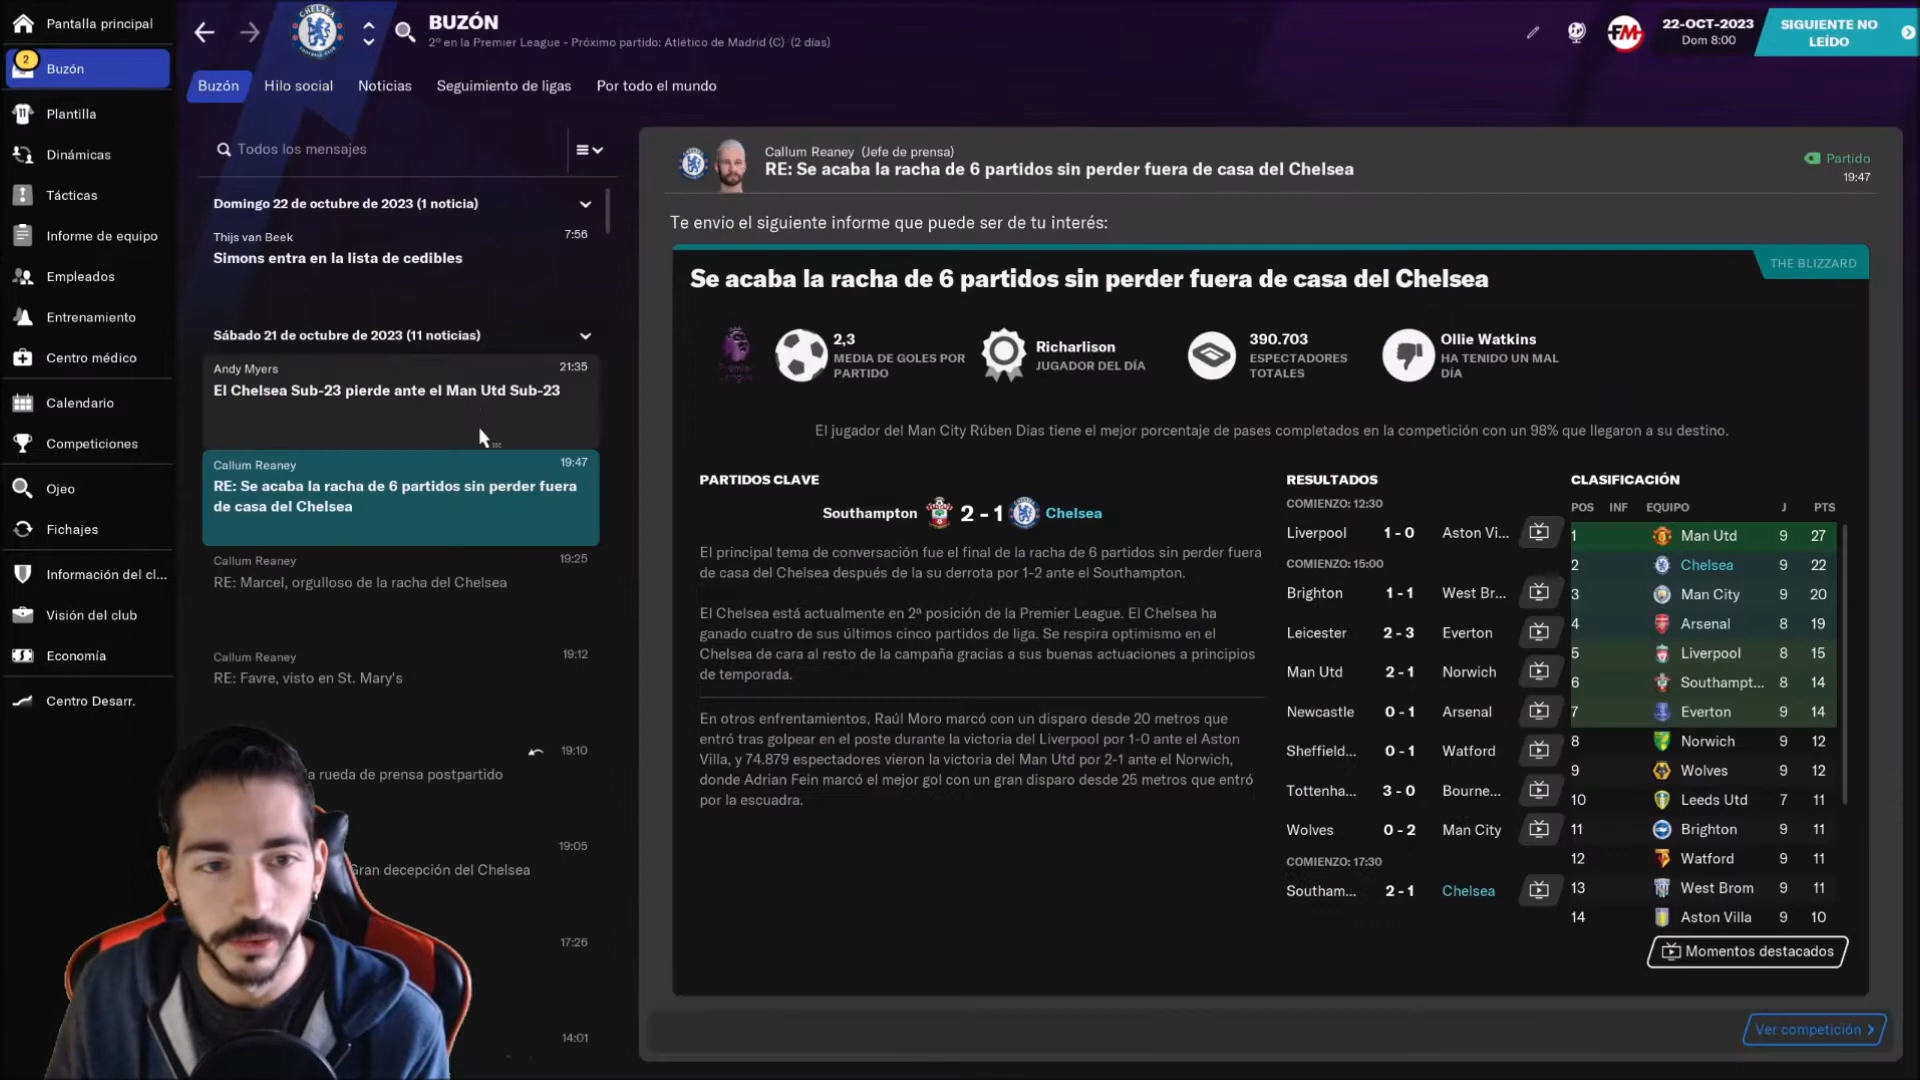 Pantalla principal
2
Buzón
Plantilla
Dinámicas
Tácticas
Informe de equipo
Empleados
Entrenamiento
Centro médico
Calendario
Competiciones
Ojeo
Fichajes
Información del cl...
Visión del club
Economía
Centro Desarr.
BUZÓN
2º en la Premier League - Próximo partido: Atlético de Madrid (C) (2 días)
FM
22-OCT-2023
Dom 8:00
SIGUIENTE NO
LEÍDO
Buzón Hilo social Noticias Seguimiento de ligas Por todo el mundo
Todos los mensajes
Domingo 22 de octubre de 2023 (1 noticia)
Thijs van Beek 7:56
Simons entra en la lista de cedibles
Sábado 21 de octubre de 2023 (11 noticias)
Andy Myers 21:35
El Chelsea Sub-23 pierde ante el Man Utd Sub-23
Callum Reaney 19:47
RE: Se acaba la racha de 6 partidos sin perder fuera
de casa del Chelsea
Callum Reaney 19:25
RE: Marcel, orgulloso de la racha del Chelsea
Callum Reaney 19:12
RE: Favre, visto en St. Mary's
19:10
la rueda de prensa postpartido
19:05
Gran decepción del Chelsea
17:26
14:01
Callum Reaney (Jefe de prensa)
RE: Se acaba la racha de 6 partidos sin perder fuera de casa del Chelsea
Partido
19:47
Te envío el siguiente informe que puede ser de tu interés:
THE BLIZZARD
Se acaba la racha de 6 partidos sin perder fuera de casa del Chelsea
2,3
MEDIA DE GOLES POR
PARTIDO
Richarlison
JUGADOR DEL DÍA
390.703
ESPECTADORES
TOTALES
Ollie Watkins
HA TENIDO UN MAL
DÍA
El jugador del Man City Rúben Dias tiene el mejor porcentaje de pases completados en la competición con un 98% que llegaron a su destino.
PARTIDOS CLAVE
Southampton 2 - 1 Chelsea
El principal tema de conversación fue el final de la racha de 6 partidos sin perder fuera
de casa del Chelsea después de la su derrota por 1-2 ante el Southampton.
El Chelsea está actualmente en 2ª posición de la Premier League. El Chelsea ha
ganado cuatro de sus últimos cinco partidos de liga. Se respira optimismo en el
Chelsea de cara al resto de la campaña gracias a sus buenas actuaciones a principios
de temporada.
En otros enfrentamientos, Raúl Moro marcó con un disparo desde 20 metros que
entró tras golpear en el poste durante la victoria del Liverpool por 1-0 ante el Aston
Villa, y 74.879 espectadores vieron la victoria del Man Utd por 2-1 ante el Norwich,
donde Adrian Fein marcó el mejor gol con un gran disparo desde 25 metros que entró
por la escuadra.
RESULTADOS
COMIENZO: 12:30
Liverpool 1 - 0 Aston Vi...
COMIENZO: 15:00
Brighton 1 - 1 West Br...
Leicester 2 - 3 Everton
Man Utd 2 - 1 Norwich
Newcastle 0 - 1 Arsenal
Sheffield... 0 - 1 Watford
Tottenha... 3 - 0 Bourne...
Wolves 0 - 2 Man City
COMIENZO: 17:30
Southam... 2 - 1 Chelsea
CLASIFICACIÓN
POS INF EQUIPO J PTS
1 Man Utd 9 27
2 Chelsea 9 22
3 Man City 9 20
4 Arsenal 8 19
5 Liverpool 8 15
6 Southampt... 8 14
7 Everton 9 14
8 Norwich 9 12
9 Wolves 9 12
10 Leeds Utd 7 11
11 Brighton 9 11
12 Watford 9 11
13 West Brom 9 11
14 Aston Villa 9 10
Momentos destacados
Ver competición